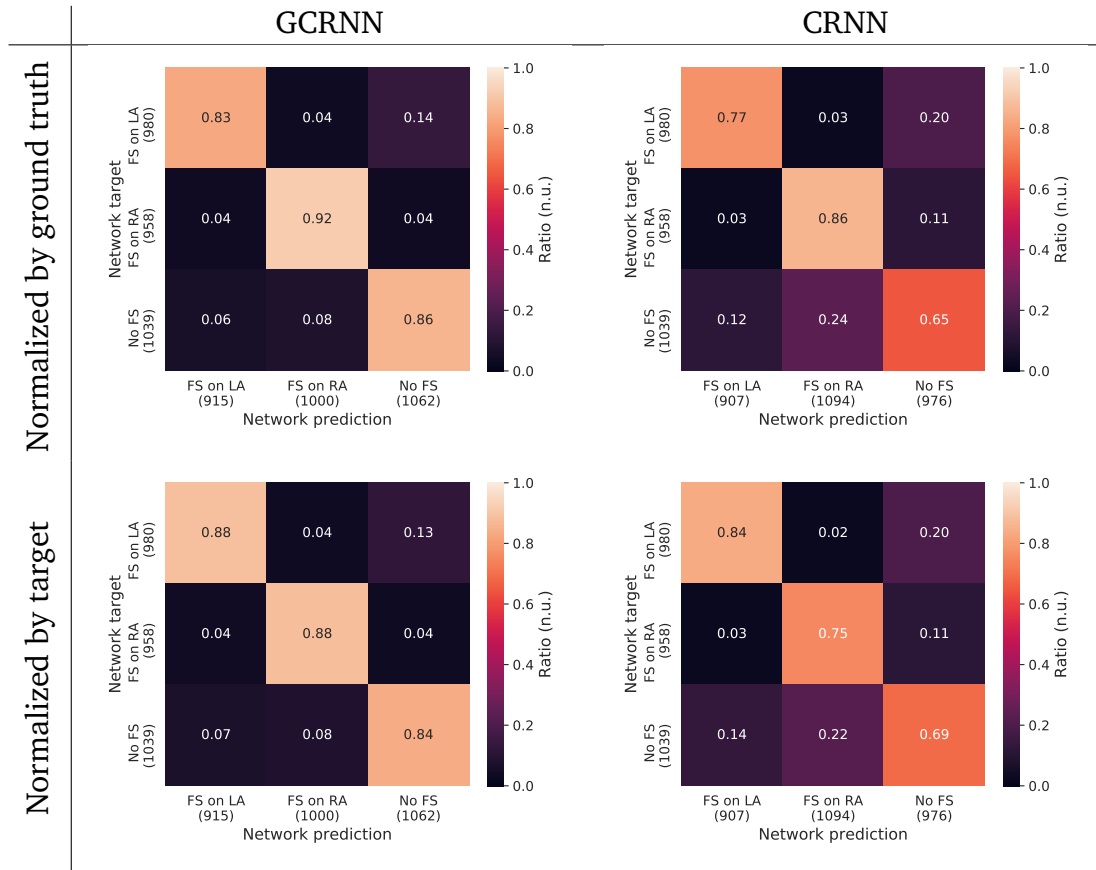 GCRNN CRNN
Normalized by ground truth
Network target
FS on LA
(980)
FS on RA
(958)
No FS
(1039)
0.83 0.04 0.14
0.04 0.92 0.04
0.06 0.08 0.86
FS on LA FS on RA No FS
(915) (1000) (1062)
Network prediction
1.0
0.8
0.6
0.4
0.2
0.0
Ratio (n.u.)
Network target
FS on LA
(980)
FS on RA
(958)
No FS
(1039)
0.77 0.03 0.20
0.03 0.86 0.11
0.12 0.24 0.65
FS on LA FS on RA No FS
(907) (1094) (976)
Network prediction
1.0
0.8
0.6
0.4
0.2
0.0
Ratio (n.u.)
Normalized by target
Network target
FS on LA
(980)
FS on RA
(958)
No FS
(1039)
0.88 0.04 0.13
0.04 0.88 0.04
0.07 0.08 0.84
FS on LA FS on RA No FS
(915) (1000) (1062)
Network prediction
1.0
0.8
0.6
0.4
0.2
0.0
Ratio (n.u.)
Network target
FS on LA
(980)
FS on RA
(958)
No FS
(1039)
0.84 0.02 0.20
0.03 0.75 0.11
0.14 0.22 0.69
FS on LA FS on RA No FS
(907) (1094) (976)
Network prediction
1.0
0.8
0.6
0.4
0.2
0.0
Ratio (n.u.)